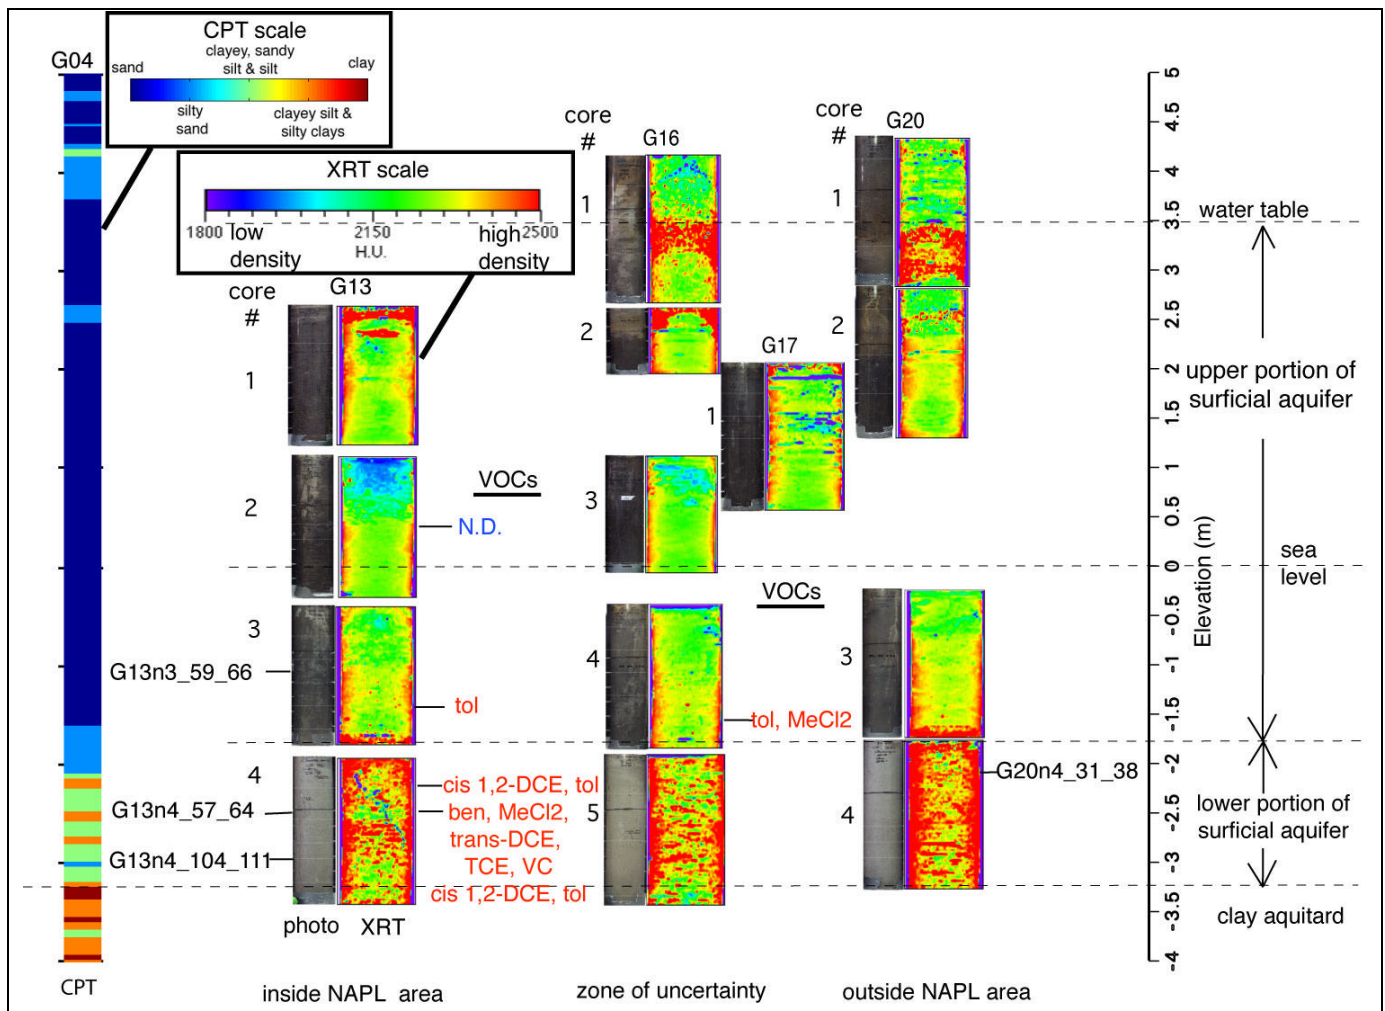 G04
CPT scale
clayey, sandy
silt & silt
sand
clay
silty
sand
clayey silt &
silty clays
XRT scale
1800
2150
2500
H.U.
low
density
high
density
core
#
G13
1
2
3
4
core
#
G16
1
2
3
4
5
G17
1
core
#
G20
1
2
3
4
VOCs
N.D.
tol
cis 1,2-DCE, tol
ben, MeCl2,
trans-DCE,
TCE, VC
cis 1,2-DCE, tol
VOCs
tol, MeCl2
G13n3_59_66
G13n4_57_64
G13n4_104_111
G20n4_31_38
photo
XRT
CPT
inside NAPL area
zone of uncertainty
outside NAPL area
5
4.5
4
3.5
3
2.5
2
1.5
1
0.5
0
-0.5
-1
-1.5
-2
-2.5
-3
-3.5
-4
Elevation (m)
water table
upper portion of
surficial aquifer
sea
level
lower portion of
surficial aquifer
clay aquitard